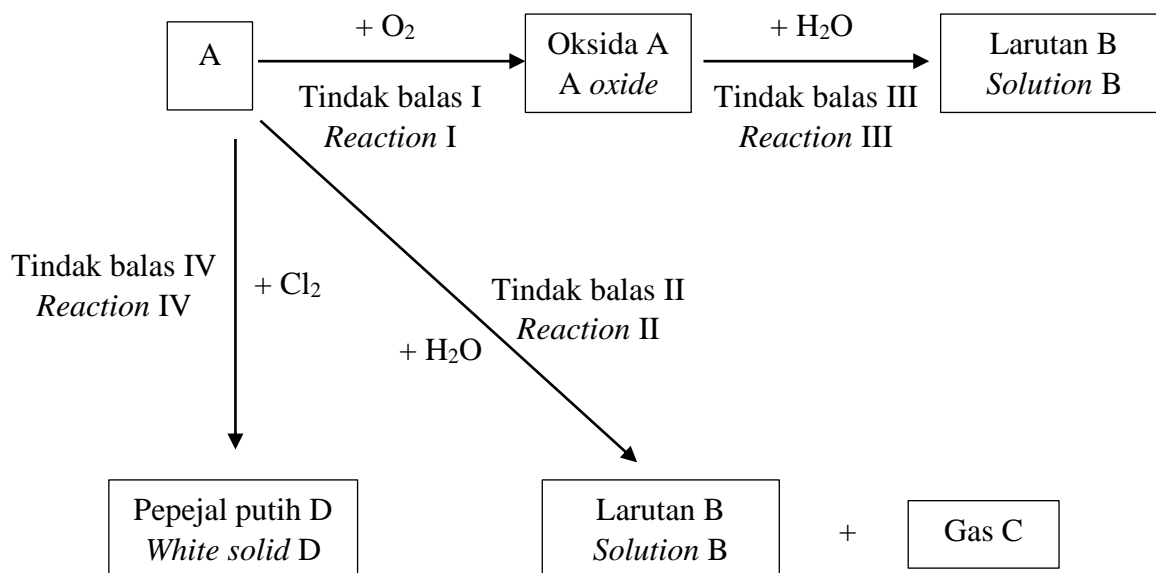 A
+ O₂
Tindak balas I
Reaction I
Oksida A
A oxide
+ H₂O
Tindak balas III
Reaction III
Larutan B
Solution B
Tindak balas IV
Reaction IV
+ Cl₂
Tindak balas II
Reaction II
+ H₂O
Pepejal putih D
White solid D
Larutan B
Solution B
+
Gas C